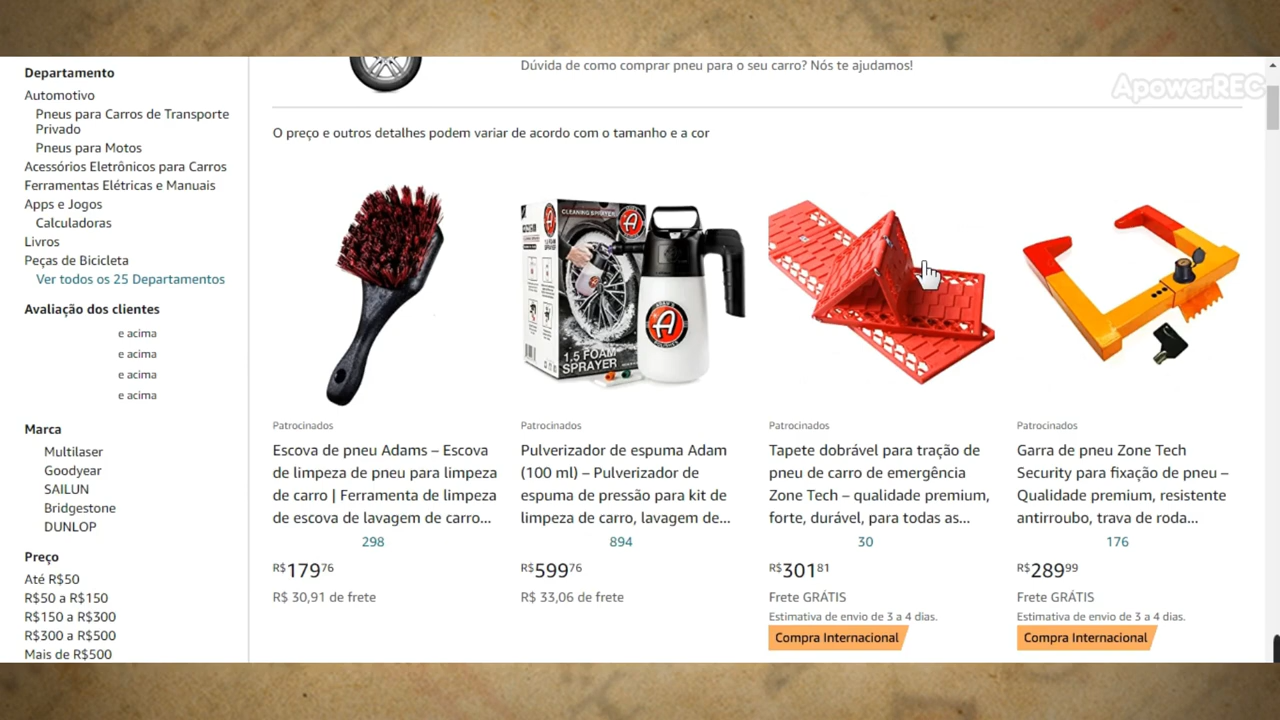 ApowerREC
Departamento
Automotivo
Pneus para Carros de Transporte
Privado
Pneus para Motos
Acessórios Eletrônicos para Carros
Ferramentas Elétricas e Manuais
Apps e Jogos
Calculadoras
Livros
Peças de Bicicleta
Ver todos os 25 Departamentos
Avaliação dos clientes
e acima
e acima
e acima
e acima
Marca
Multilaser
Goodyear
SAILUN
Bridgestone
DUNLOP
Preço
Até R$50
R$50 a R$150
R$150 a R$300
R$300 a R$500
Mais de R$500
Dúvida de como comprar pneu para o seu carro? Nós te ajudamos!
O preço e outros detalhes podem variar de acordo com o tamanho e a cor
Patrocinados
Escova de pneu Adams – Escova
de limpeza de pneu para limpeza
de carro | Ferramenta de limpeza
de escova de lavagem de carro...
298
R$17976
R$ 30,91 de frete
CLEANING SPRAYER
1.5 FOAM
SPRAYER
Patrocinados
Pulverizador de espuma Adam
(100 ml) – Pulverizador de
espuma de pressão para kit de
limpeza de carro, lavagem de...
894
R$59976
R$ 33,06 de frete
Patrocinados
Tapete dobrável para tração de
pneu de carro de emergência
Zone Tech – qualidade premium,
forte, durável, para todas as...
30
R$30181
Frete GRÁTIS
Estimativa de envio de 3 a 4 dias.
Compra Internacional
Patrocinados
Garra de pneu Zone Tech
Security para fixação de pneu –
Qualidade premium, resistente
antirroubo, trava de roda...
176
R$28999
Frete GRÁTIS
Estimativa de envio de 3 a 4 dias.
Compra Internacional